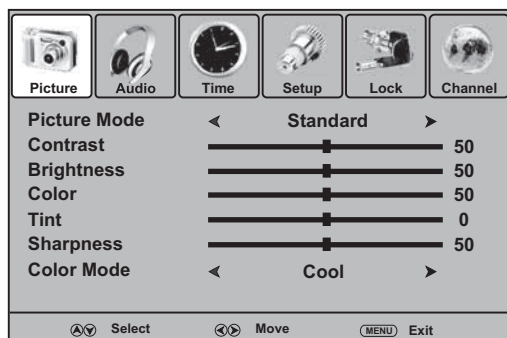 Picture Audio Time Setup Lock Channel
Picture Mode Standard
Contrast 50
Brightness 50
Color 50
Tint 0
Sharpness 50
Color Mode Cool
Select Move MENU Exit